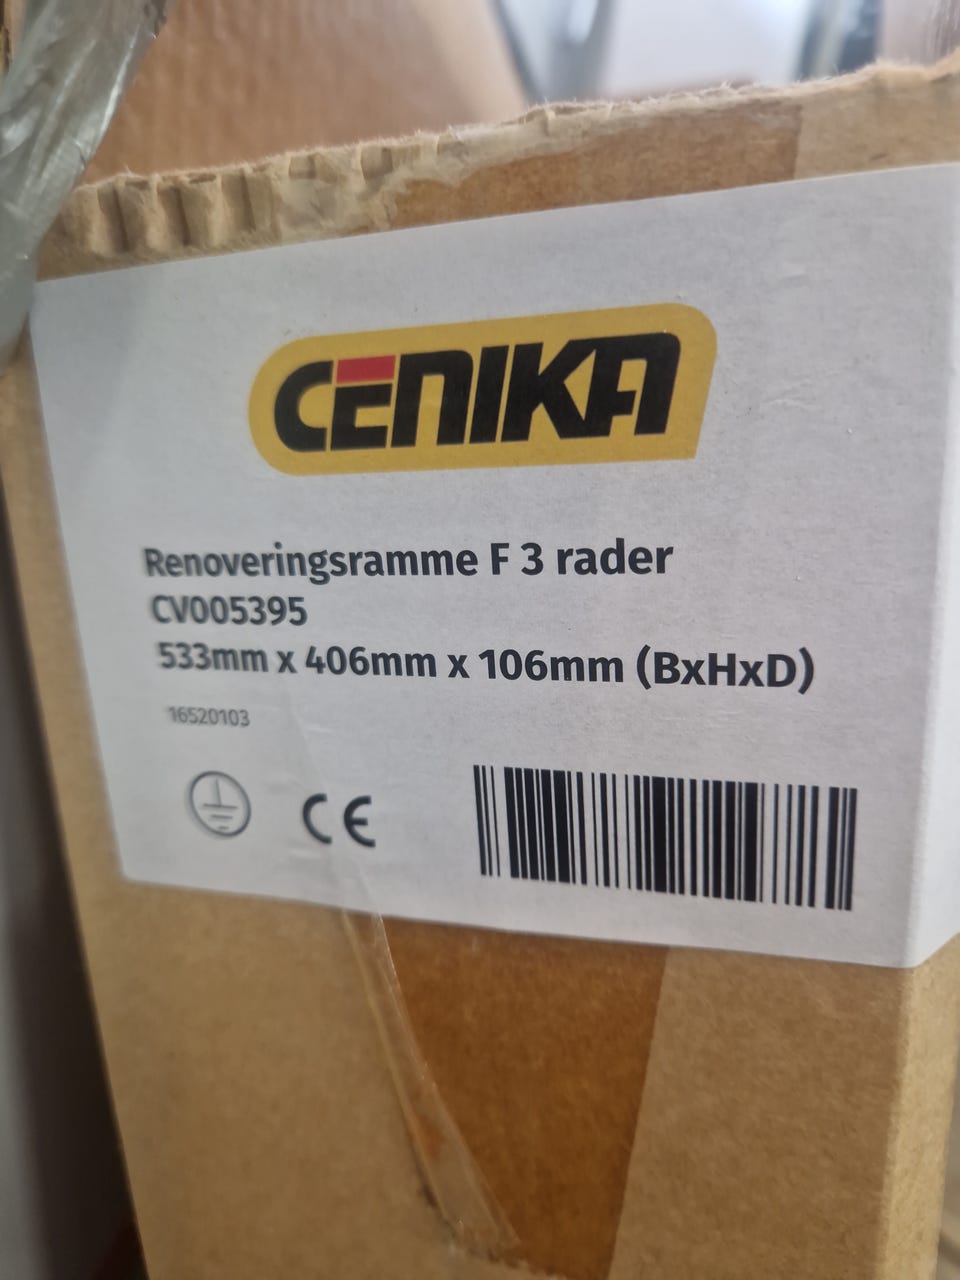 CENIKA
Renoveringsramme F 3 rader
CV005395
533mm x 406mm x 106mm (BxHxD)
16520103
CE